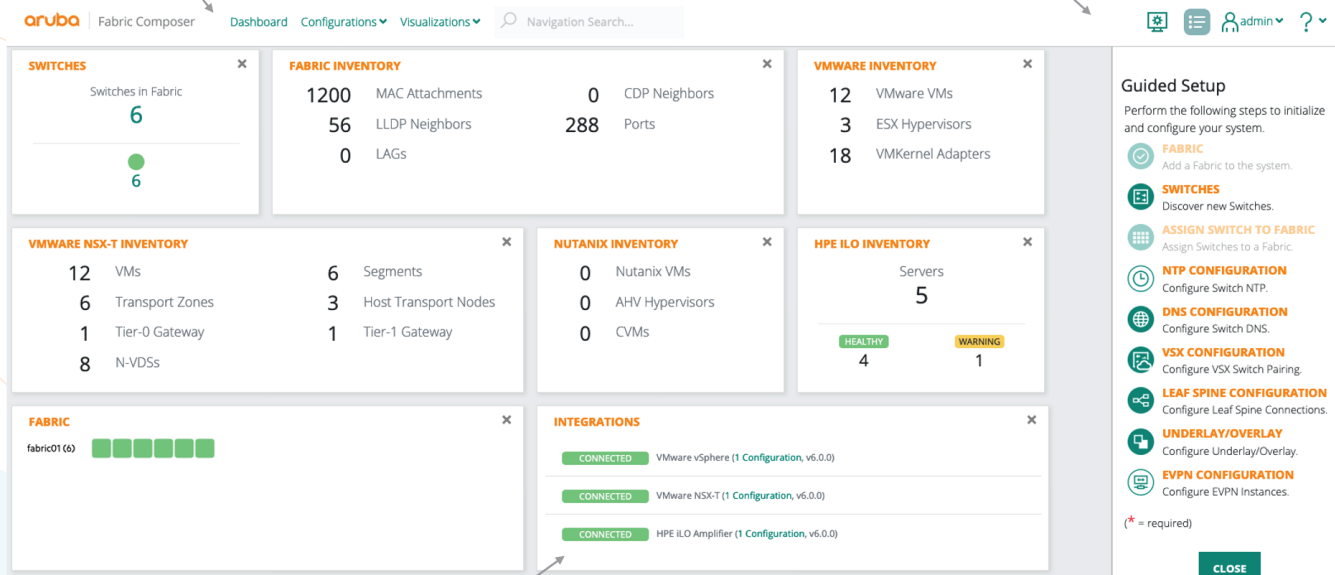 aruba Fabric Composer Dashboard Configurations Visualizations Navigation Search... admin ?
SWITCHES
Switches in Fabric
6
6
FABRIC INVENTORY
1200 MAC Attachments 0 CDP Neighbors
56 LLDP Neighbors 288 Ports
0 LAGs
VMWARE INVENTORY
12 VMware VMs
3 ESX Hypervisors
18 VMKernel Adapters
VMWARE NSX-T INVENTORY
12 VMs 6 Segments
6 Transport Zones 3 Host Transport Nodes
1 Tier-0 Gateway 1 Tier-1 Gateway
8 N-VDSs
NUTANIX INVENTORY
0 Nutanix VMs
0 AHV Hypervisors
0 CVMs
HPE ILO INVENTORY
Servers
5
HEALTHY WARNING
4 1
FABRIC
fabric01 (6)
INTEGRATIONS
CONNECTED VMware vSphere (1 Configuration, v6.0.0)
CONNECTED VMware NSX-T (1 Configuration, v6.0.0)
CONNECTED HPE iLO Amplifier (1 Configuration, v6.0.0)
Guided Setup
Perform the following steps to initialize
and configure your system.
FABRIC
Add a Fabric to the system.
SWITCHES
Discover new Switches.
ASSIGN SWITCH TO FABRIC
Assign Switches to a Fabric.
NTP CONFIGURATION
Configure Switch NTP.
DNS CONFIGURATION
Configure Switch DNS.
VSX CONFIGURATION
Configure VSX Switch Pairing.
LEAF SPINE CONFIGURATION
Configure Leaf Spine Connections.
UNDERLAY/OVERLAY
Configure Underlay/Overlay.
EVPN CONFIGURATION
Configure EVPN Instances.
(* = required)
CLOSE